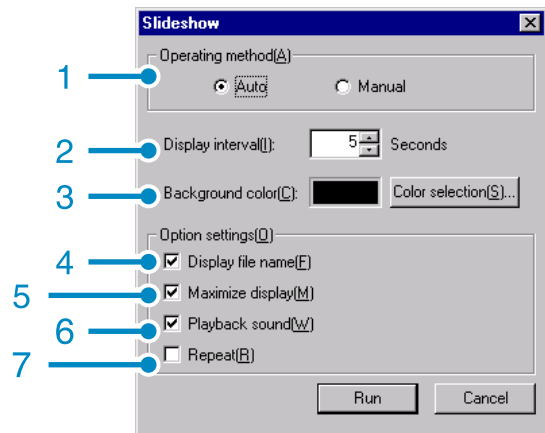 Slideshow
Operating method(A)
1
Auto Manual
2 Display interval(I): 5 Seconds
3 Background color(C): Color selection(S)...
Option settings(O)
4 Display file name(F)
5 Maximize display(M)
6 Playback sound(W)
7 Repeat(R)
Run Cancel